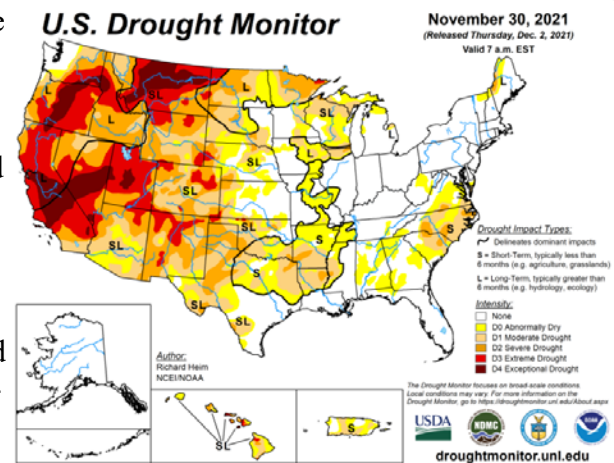 U.S. Drought Monitor
November 30, 2021
(Released Thursday, Dec. 2, 2021)
Valid 7 a.m. EST
e
d
d
L
L
L
L
SL
L
SL
L
L
L
SL
SL
SL
SL
S
S
S
SL
SL
S
Drought Impact Types:
Delineates dominant impacts
S = Short-Term, typically less than
6 months (e.g. agriculture, grasslands)
L = Long-Term, typically greater than
6 months (e.g. hydrology, ecology)
Intensity:
None
D0 Abnormally Dry
D1 Moderate Drought
D2 Severe Drought
D3 Extreme Drought
D4 Exceptional Drought
Author:
Richard Heim
NCEI/NOAA
The Drought Monitor focuses on broad-scale conditions.
Local conditions may vary. For more information on the
Drought Monitor, go to https://droughtmonitor.unl.edu/About.aspx
USDA
NDMC
droughtmonitor.unl.edu